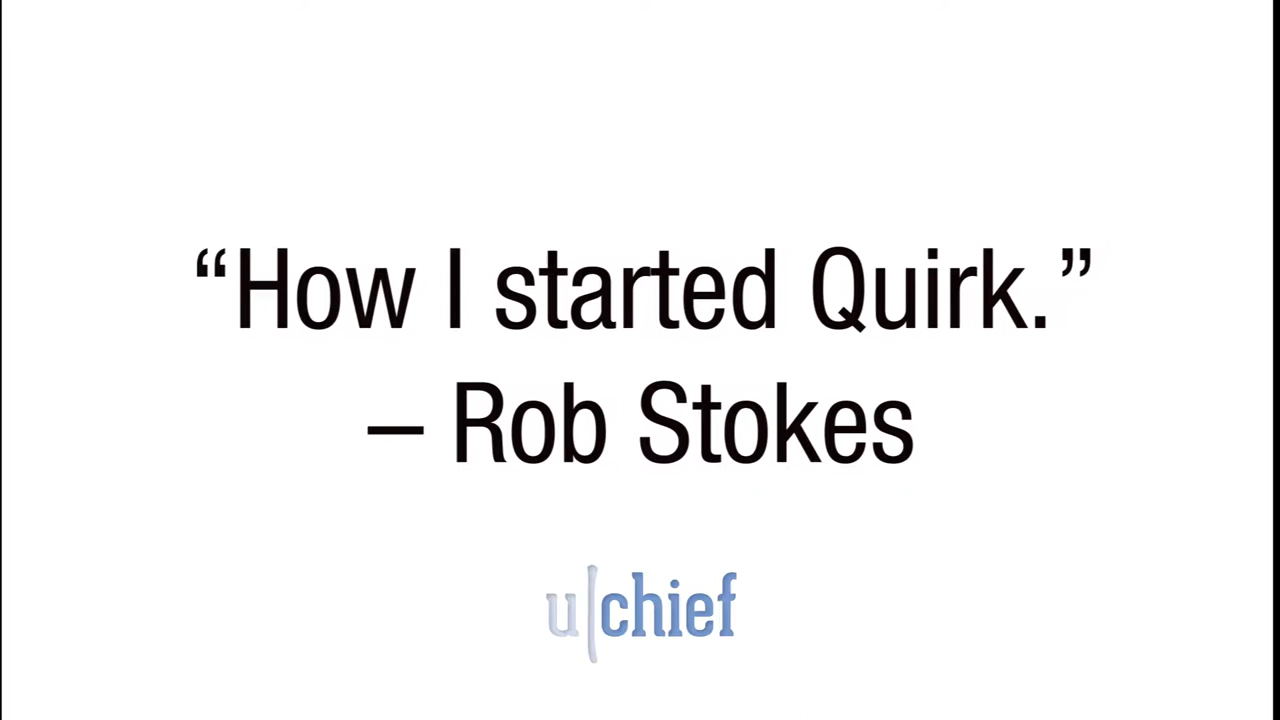 “How I started Quirk.”
– Rob Stokes
u|chief